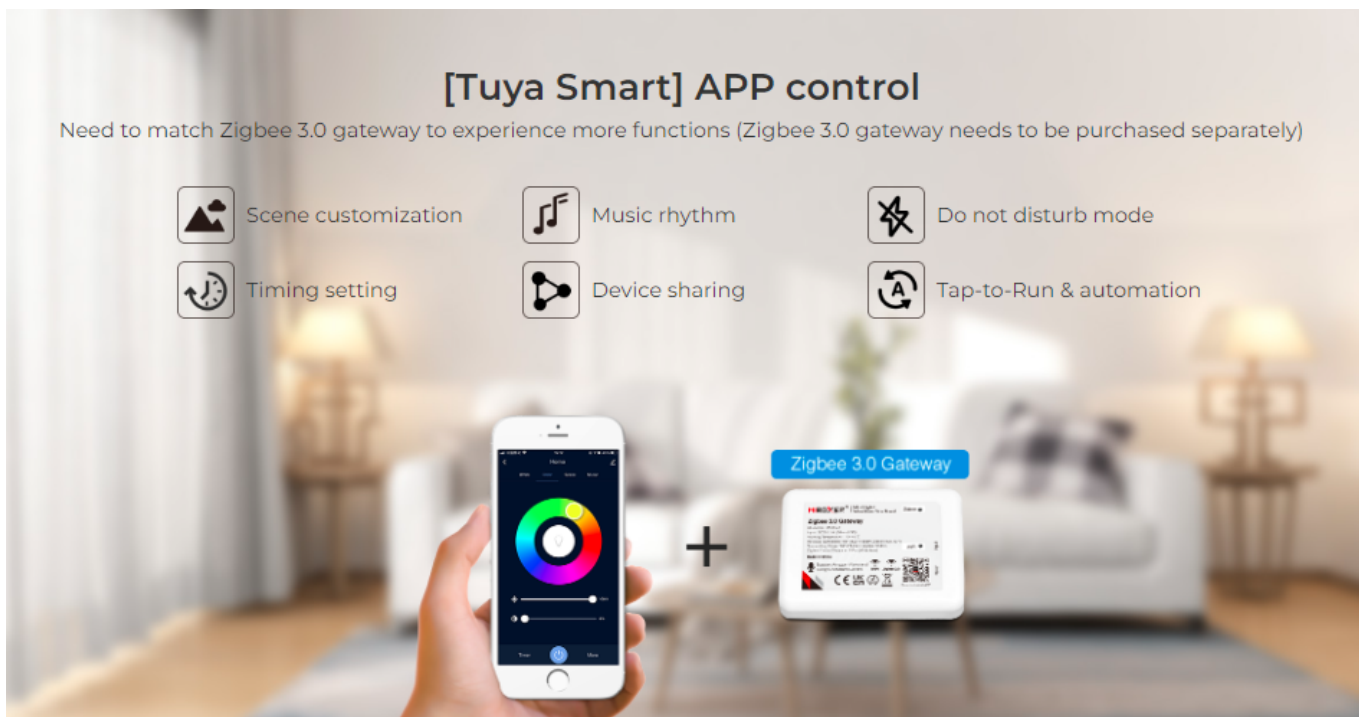 [Tuya Smart] APP control
Need to match Zigbee 3.0 gateway to experience more functions (Zigbee 3.0 gateway needs to be purchased separately)
Scene customization
Music rhythm
Do not disturb mode
Timing setting
Device sharing
A
Tap-to-Run & automation
Home
Zigbee 3.0 Gateway
+
Zigbee 3.0 Gateway
Timer